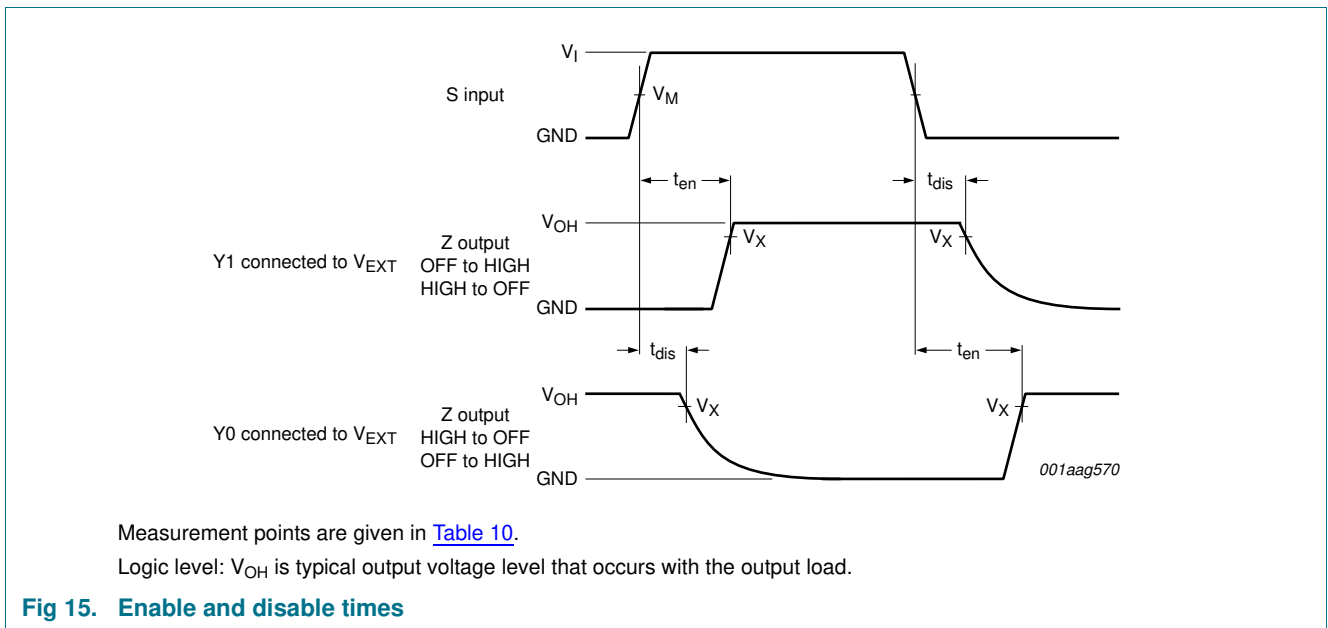 V_I
S input
V_M
GND
t_en
t_dis
V_OH
V_X
V_X
Y1 connected to V_EXT
Z output
OFF to HIGH
HIGH to OFF
GND
t_dis
t_en
V_OH
V_X
V_X
Y0 connected to V_EXT
Z output
HIGH to OFF
OFF to HIGH
GND
001aag570
Measurement points are given in Table 10.
Logic level: V_OH is typical output voltage level that occurs with the output load.
Fig 15. Enable and disable times